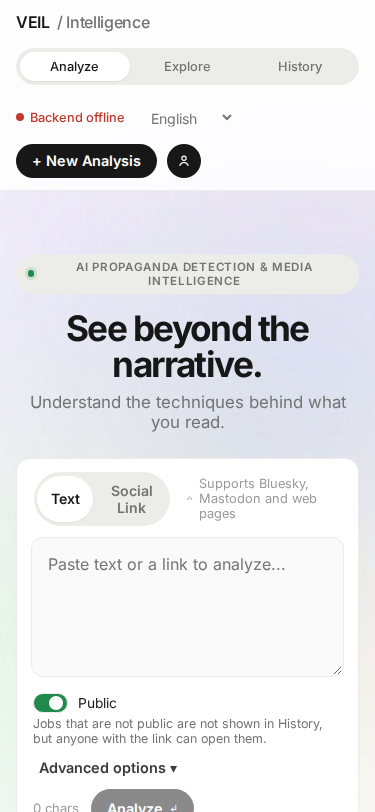 VEIL / Intelligence
Analyze Explore History
Backend offline English
+ New Analysis
AI PROPAGANDA DETECTION & MEDIA
INTELLIGENCE
See beyond the
narrative.
Understand the techniques behind what
you read.
Text Social
Link
Supports Bluesky,
Mastodon and web
pages
Paste text or a link to analyze...
Public
Jobs that are not public are not shown in History,
but anyone with the link can open them.
Advanced options ▾
0 chars Analyze